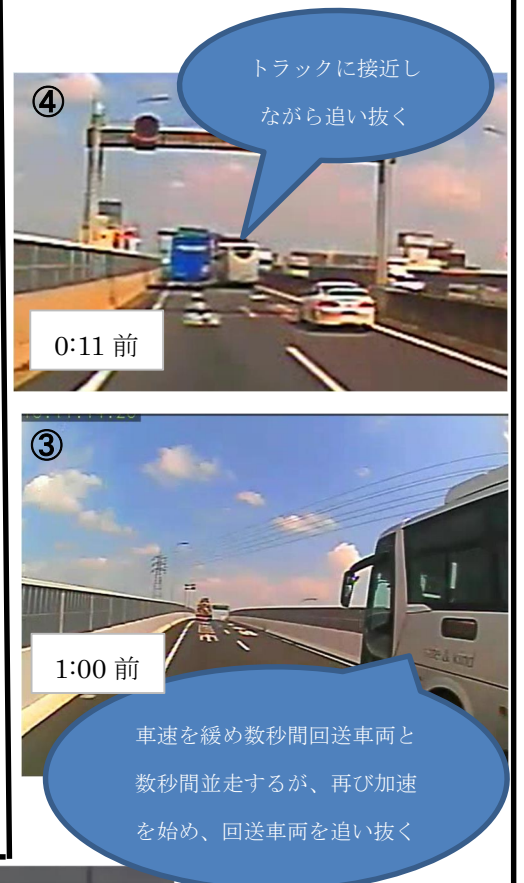 トラックに接近し
ながら追い抜く
④
0:11 前
③
1:00 前
車速を緩め数秒間回送車両と
数秒間並走するが、再び加速
を始め、回送車両を追い抜く